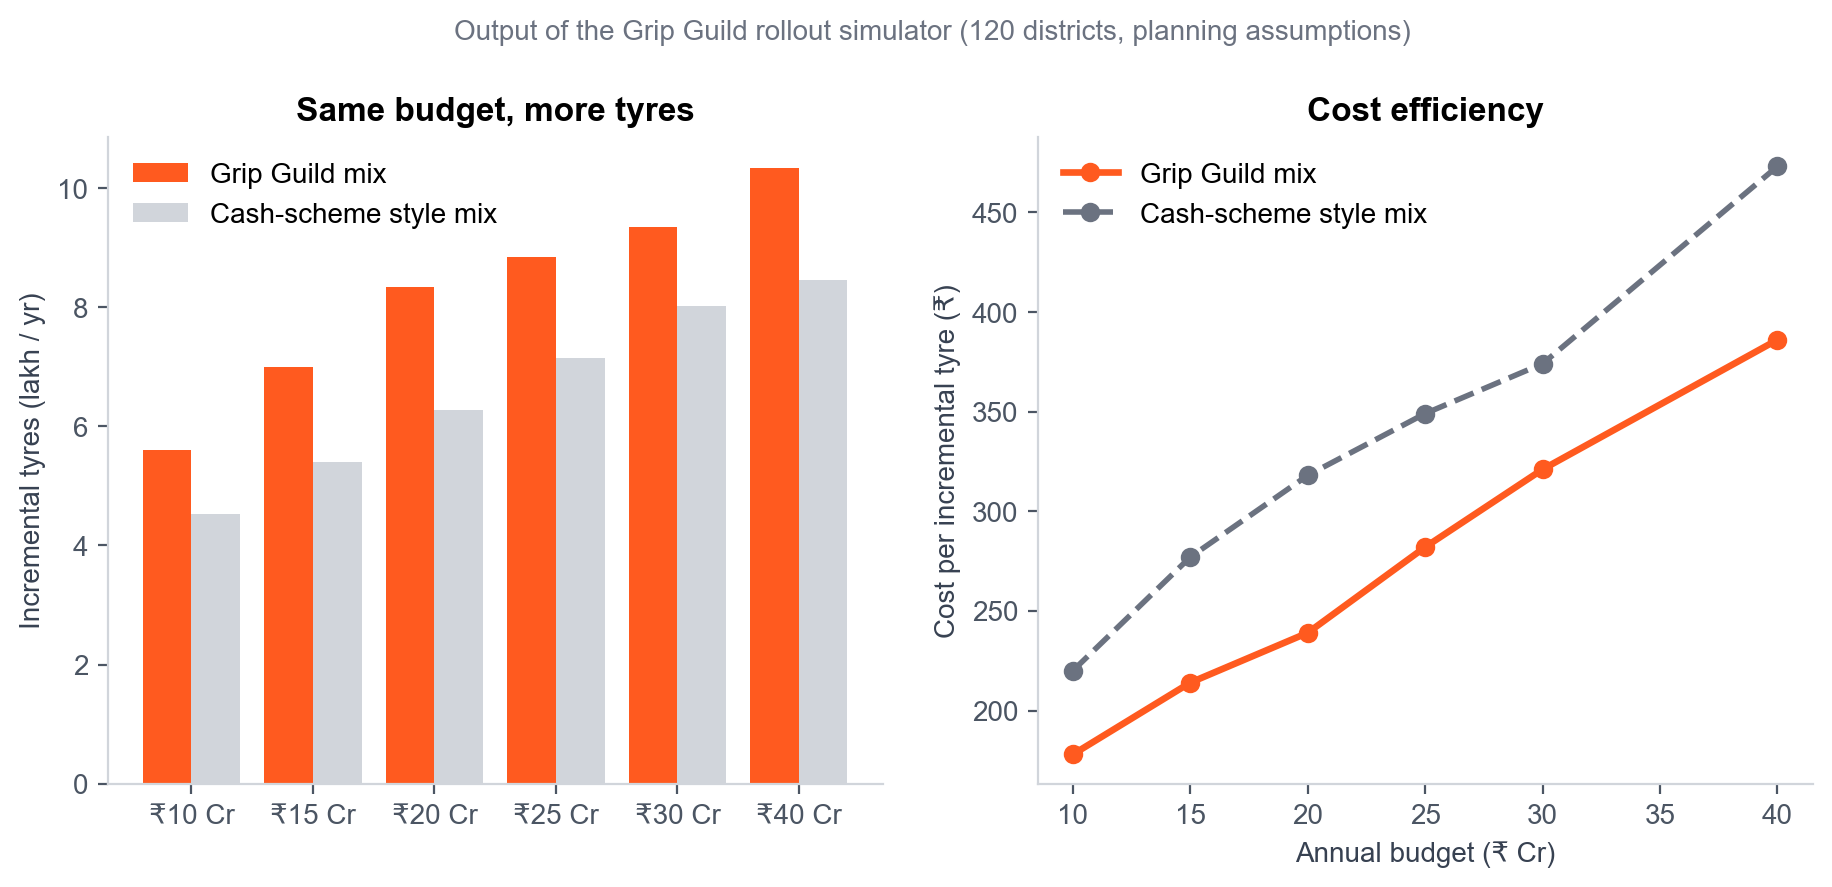 Output of the Grip Guild rollout simulator (120 districts, planning assumptions)
Same budget, more tyres
Grip Guild mix
Cash-scheme style mix
Incremental tyres (lakh / yr)
10
8
6
4
2
0
₹10 Cr
₹15 Cr
₹20 Cr
₹25 Cr
₹30 Cr
₹40 Cr
Cost efficiency
Grip Guild mix
Cash-scheme style mix
Cost per incremental tyre (₹)
450
400
350
300
250
200
10
15
20
25
30
35
40
Annual budget (₹ Cr)